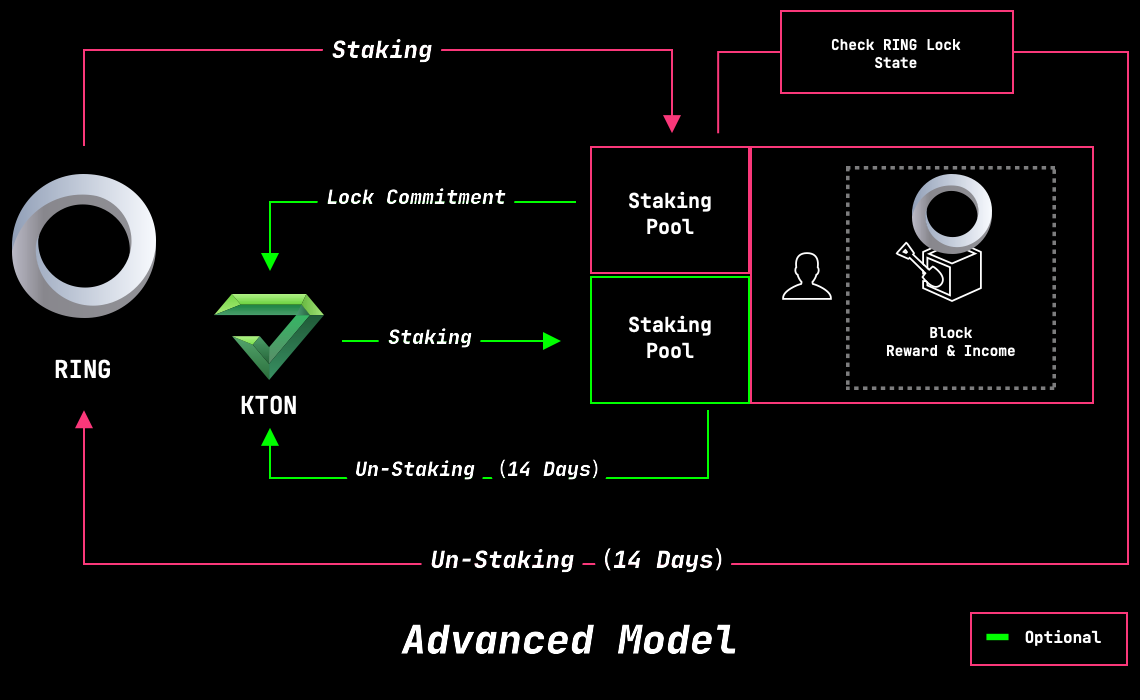 Staking
Check RING Lock
State
Lock Commitment
Staking
Pool
Staking
Staking
Pool
Block
Reward & Income
RING
KTON
Un-Staking (14 Days)
Un-Staking (14 Days)
Advanced Model
Optional